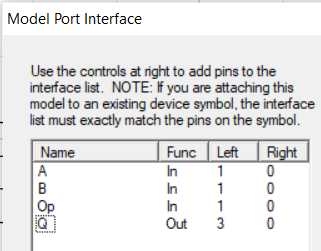 Model Port Interface
Use the controls at right to add pins to the
interface list. NOTE: If you are attaching this
model to an existing device symbol, the interface
list must exactly match the pins on the symbol.
Name Func Left Right
A In 1 0
B In 1 0
Op In 1 0
Q Out 3 0